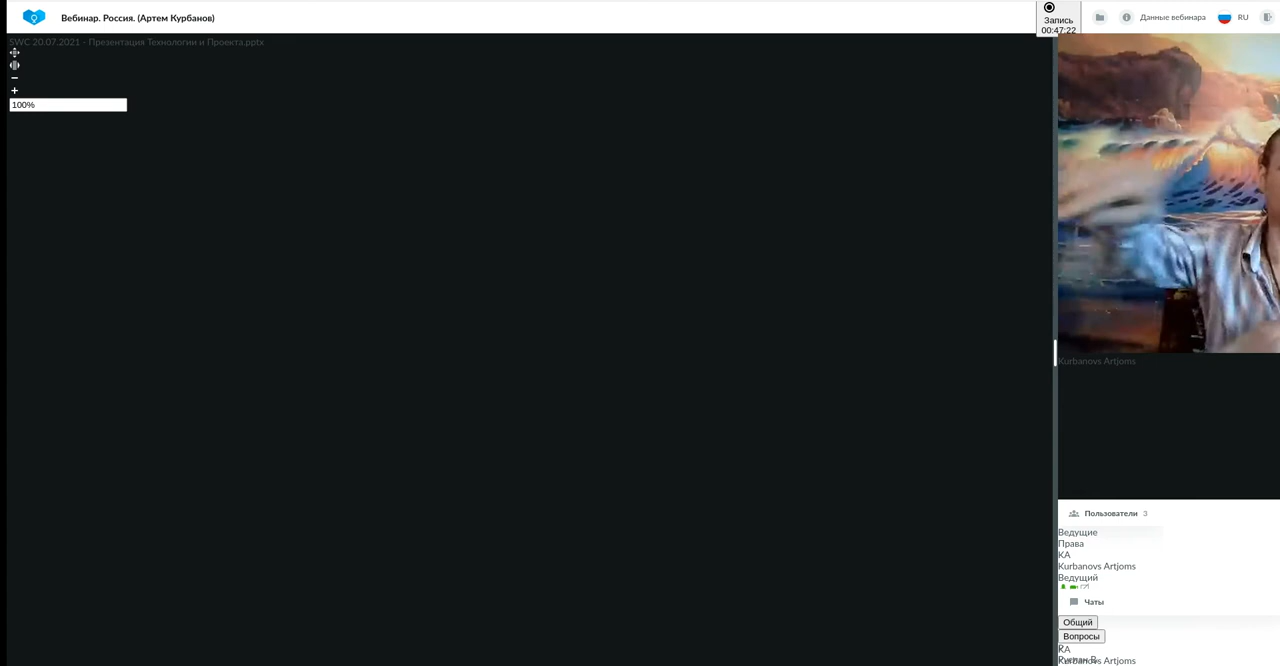 Вебинар. Россия. (Артем Курбанов)
Запись
00:47:22
Данные вебинара
RU
SWC 20.07.2021 - Презентация Технологии и Проекта.pptx
100%
Kurbanovs Artjoms
Пользователи 3
Ведущие
Права
KA
Kurbanovs Artjoms
Ведущий
Чаты
Общий
Вопросы
KA
Kurbanovs Artjoms